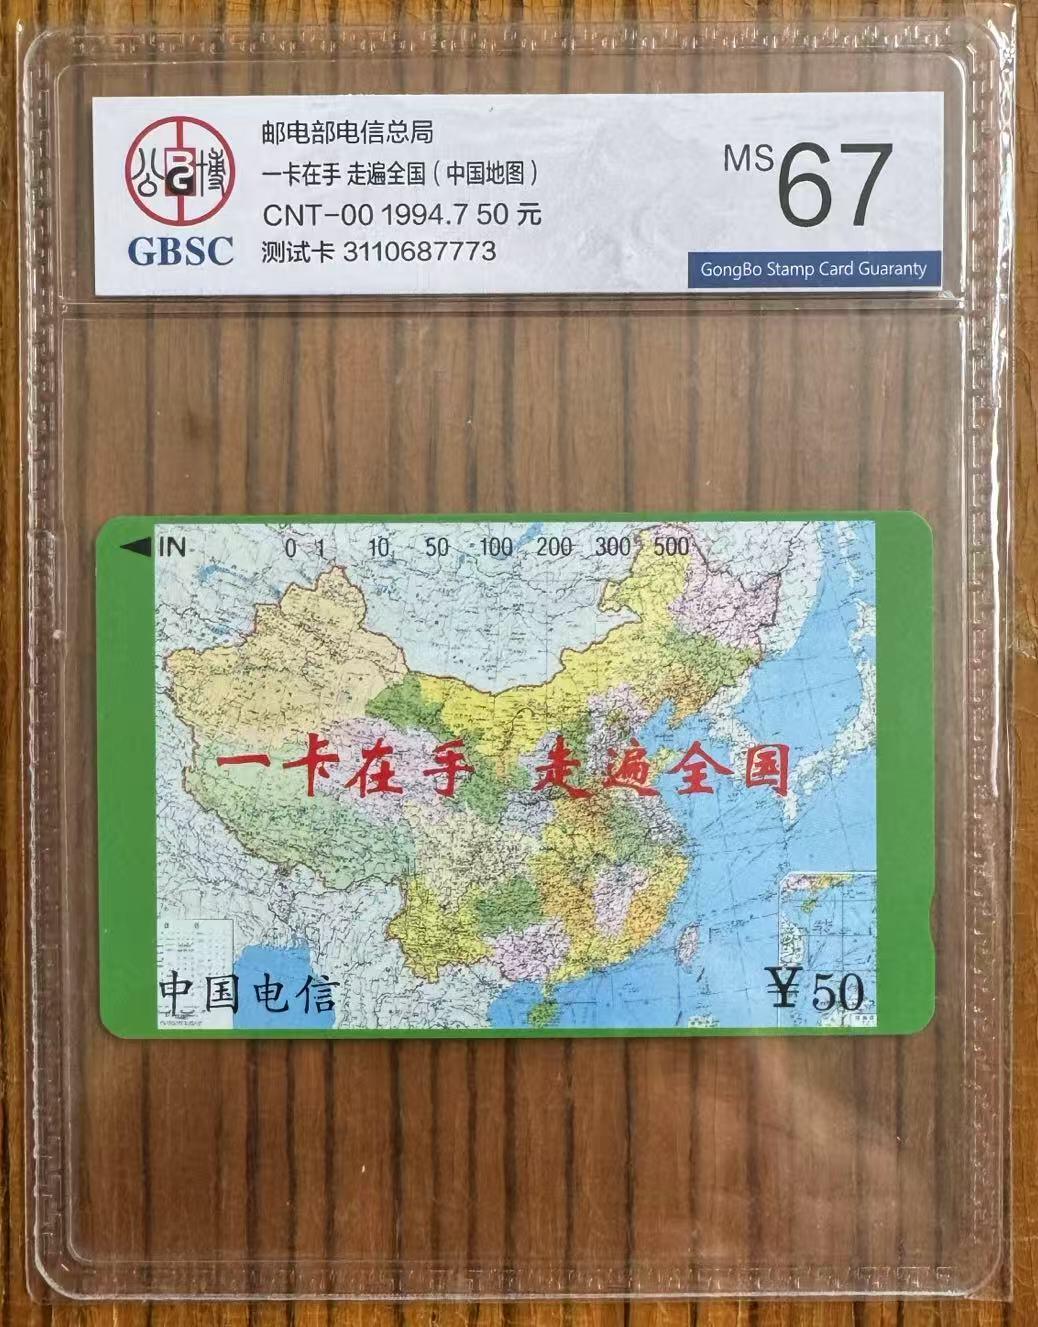 公 BG 博
GBSC
邮电部电信总局
一卡在手 走遍全国（中国地图）
CNT-00 1994.7 50 元
测试卡 3110687773
MS 67
GongBo Stamp Card Guaranty
IN 0 1 10 50 100 200 300 500
一卡在手 走遍全国
中国电信
¥50